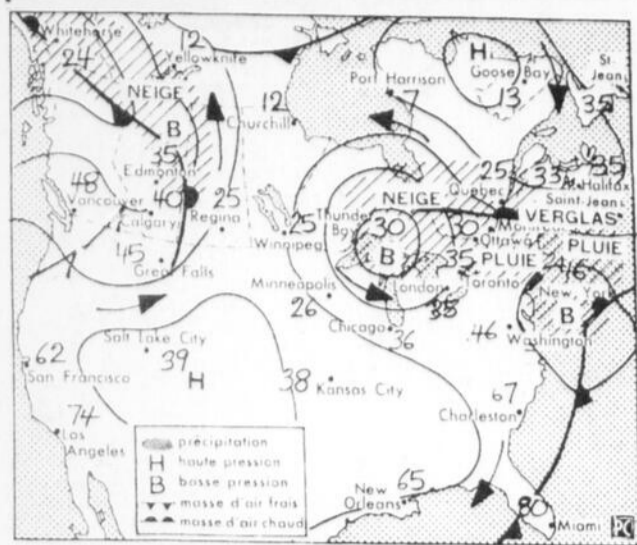 Whitehorse
24
12
Yellowknife
NEIGE
B
35
Edmonton
48
Vancouver
40
Calgary
25
Regina
45
Great Falls
12
Churchill
Port Harrison
7
H
Goose Bay
13
St
Jean
35
25
Québec
33
35
Halifax
Saint-Jean
NEIGE
VERGLAS
Thunder
Bay
30
30
Ottawa
PLUIE
B
35
PLUIE
London
Toronto
35
25
Winnipeg
Minneapolis
26
Chicago
36
46
New York
B
46
Washington
Salt Lake City
39
H
62
San Francisco
38
Kansas City
74
Los
Angeles
67
Charleston
65
New
Orleans
80
Miami
précipitation
H haute pression
B basse pression
masse d'air frais
masse d'air chaud
PC